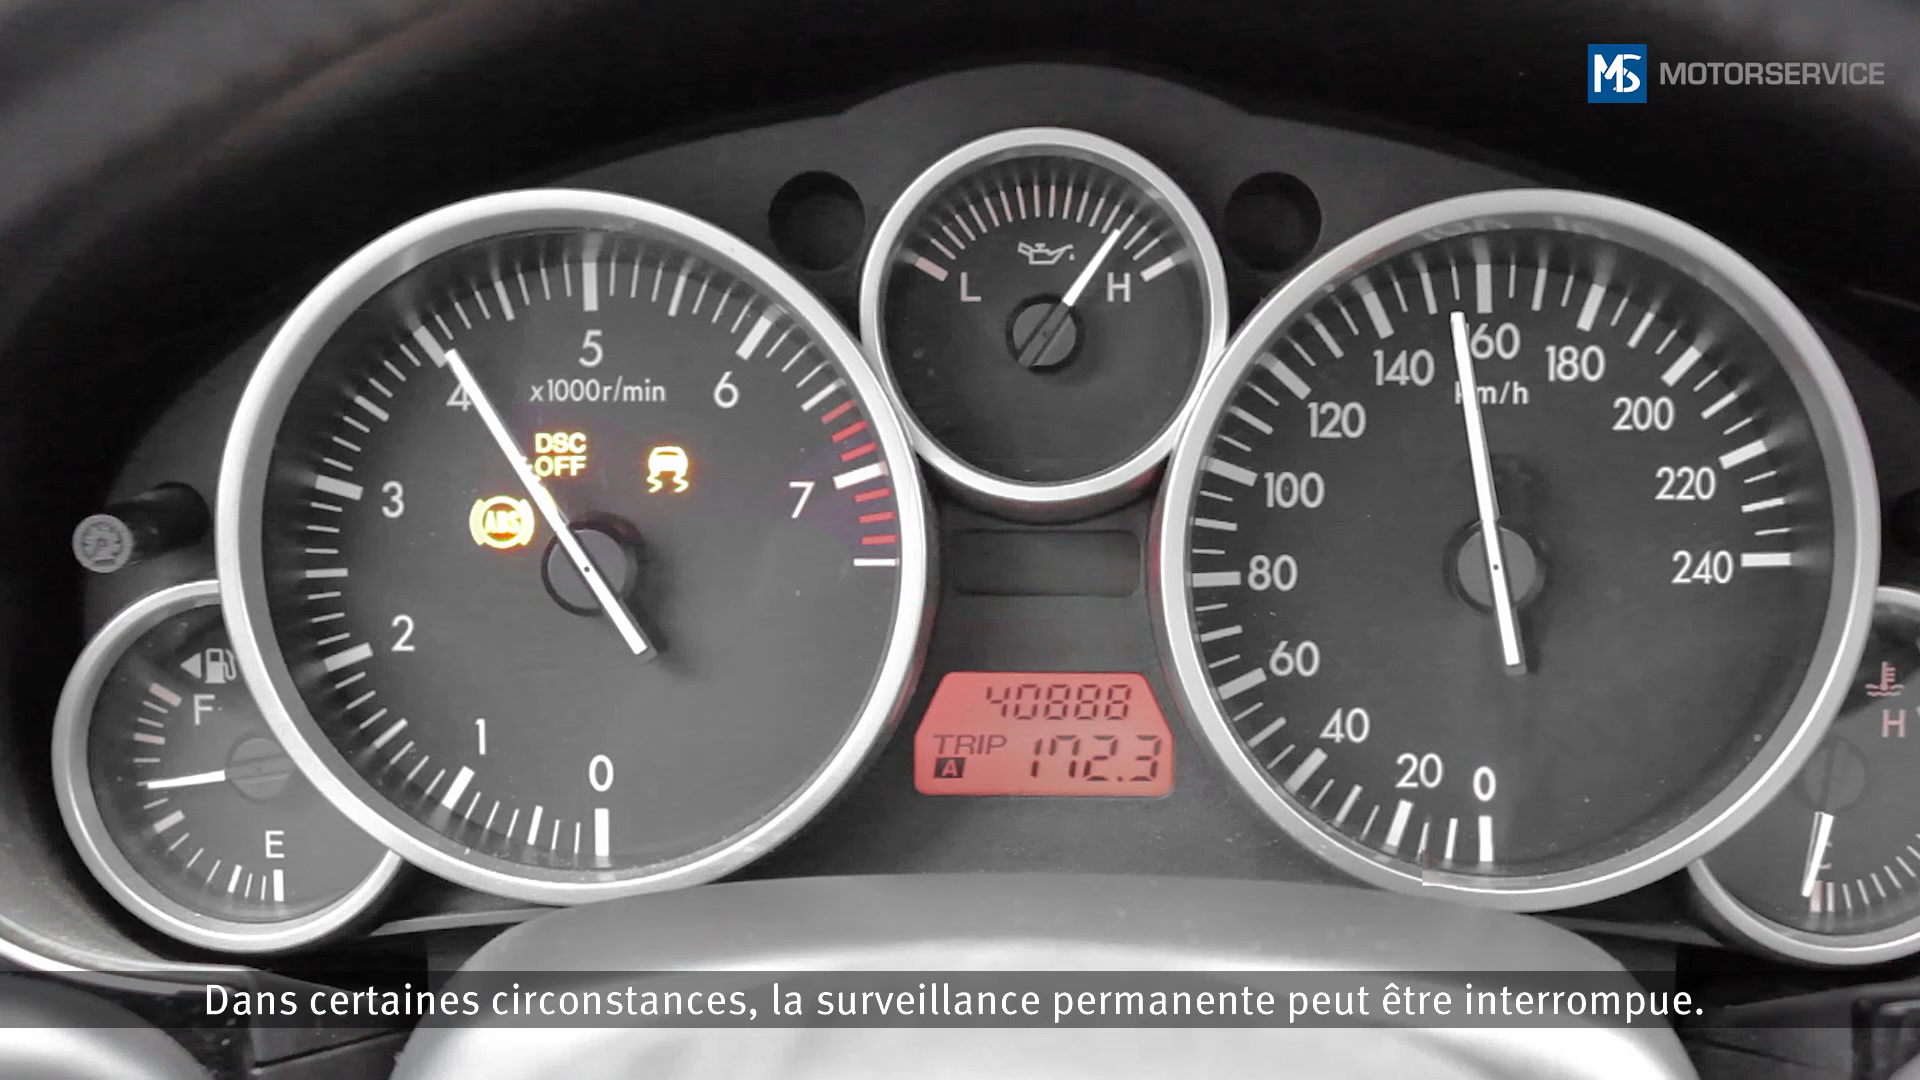 MS MOTORSERVICE
0
1
2
3
4
5
6
7
x1000r/min
DSC
OFF
ABS
L
H
0
20
40
60
80
100
120
140
180
200
220
240
km/h
F
E
H
40888
TRIP
A
172.3
Dans certaines circonstances, la surveillance permanente peut être interrompue.